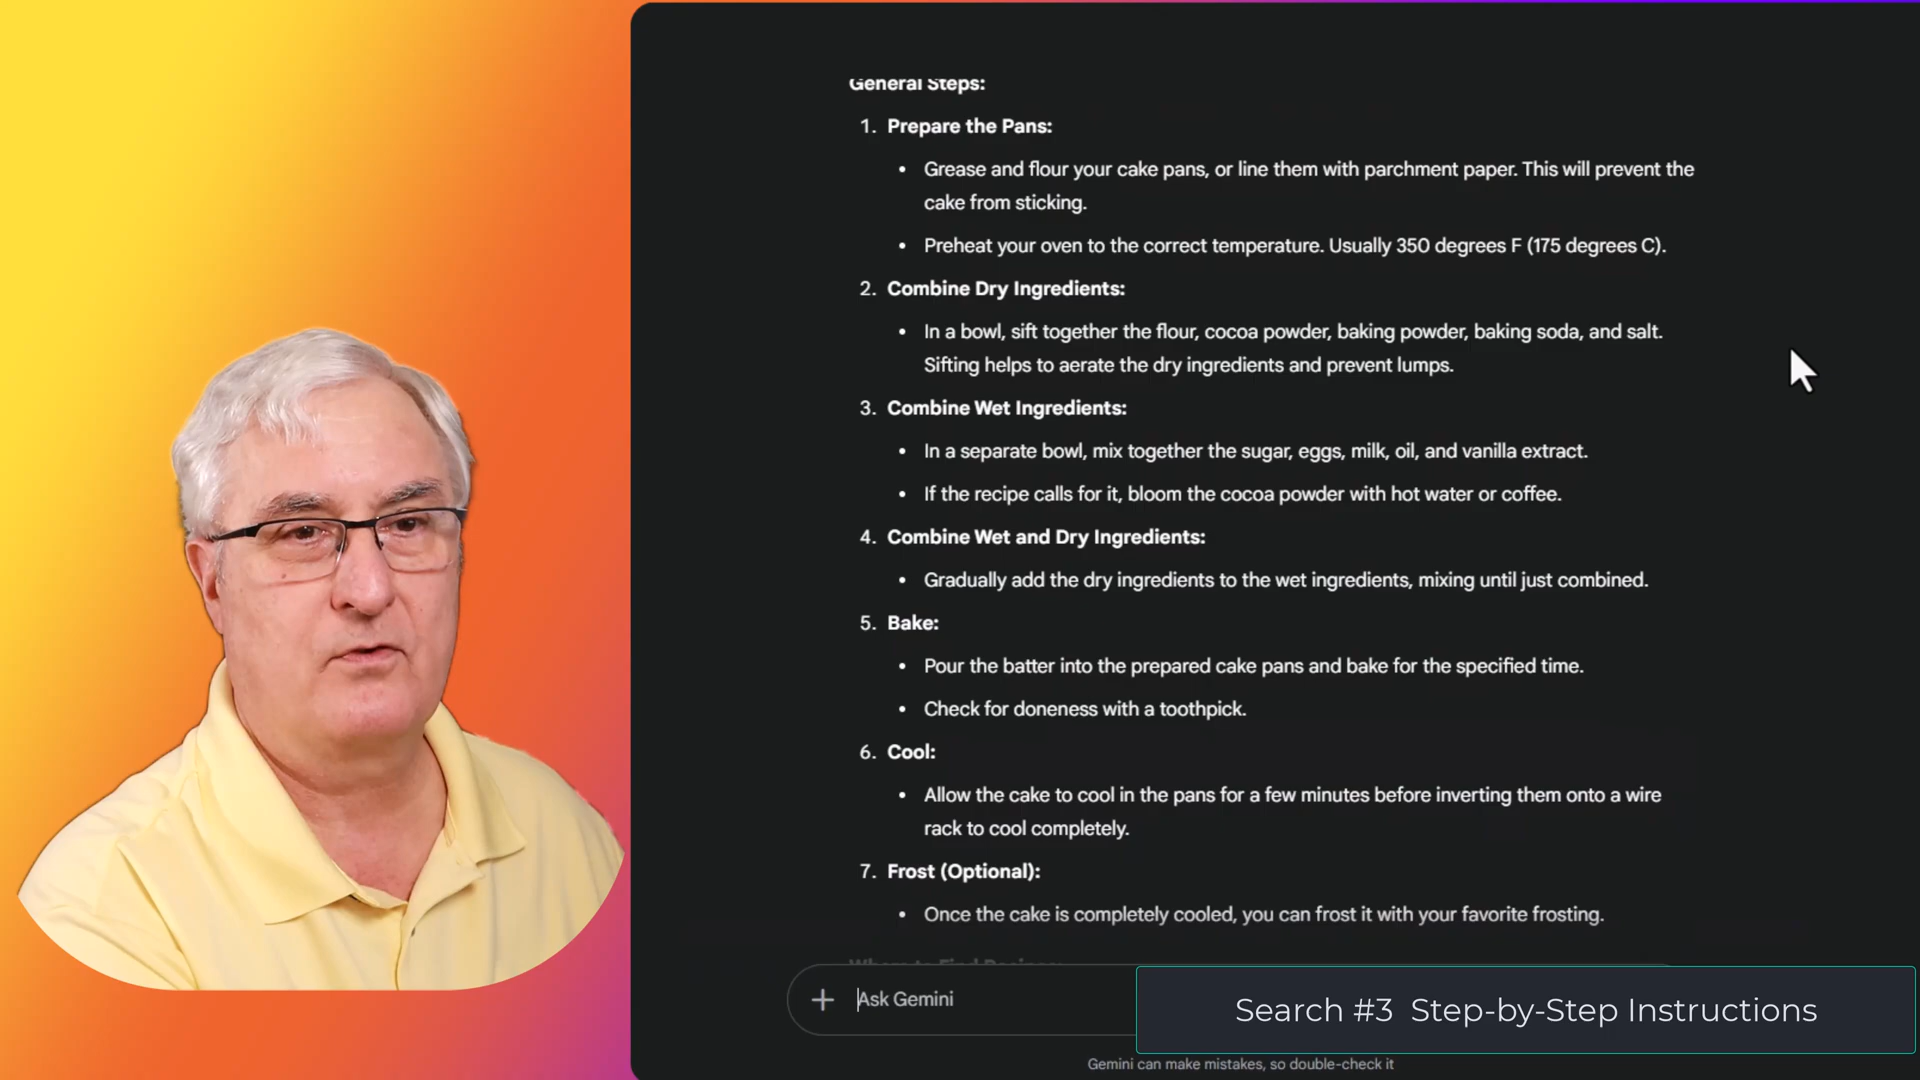 General Steps:
1. Prepare the Pans:
• Grease and flour your cake pans, or line them with parchment paper. This will prevent the
cake from sticking.
• Preheat your oven to the correct temperature. Usually 350 degrees F (175 degrees C).
2. Combine Dry Ingredients:
• In a bowl, sift together the flour, cocoa powder, baking powder, baking soda, and salt.
Sifting helps to aerate the dry ingredients and prevent lumps.
3. Combine Wet Ingredients:
• In a separate bowl, mix together the sugar, eggs, milk, oil, and vanilla extract.
• If the recipe calls for it, bloom the cocoa powder with hot water or coffee.
4. Combine Wet and Dry Ingredients:
• Gradually add the dry ingredients to the wet ingredients, mixing until just combined.
5. Bake:
• Pour the batter into the prepared cake pans and bake for the specified time.
• Check for doneness with a toothpick.
6. Cool:
• Allow the cake to cool in the pans for a few minutes before inverting them onto a wire
rack to cool completely.
7. Frost (Optional):
• Once the cake is completely cooled, you can frost it with your favorite frosting.
Where to Find Recipes:
Ask Gemini
Search #3 Step-by-Step Instructions
Gemini can make mistakes, so double-check it